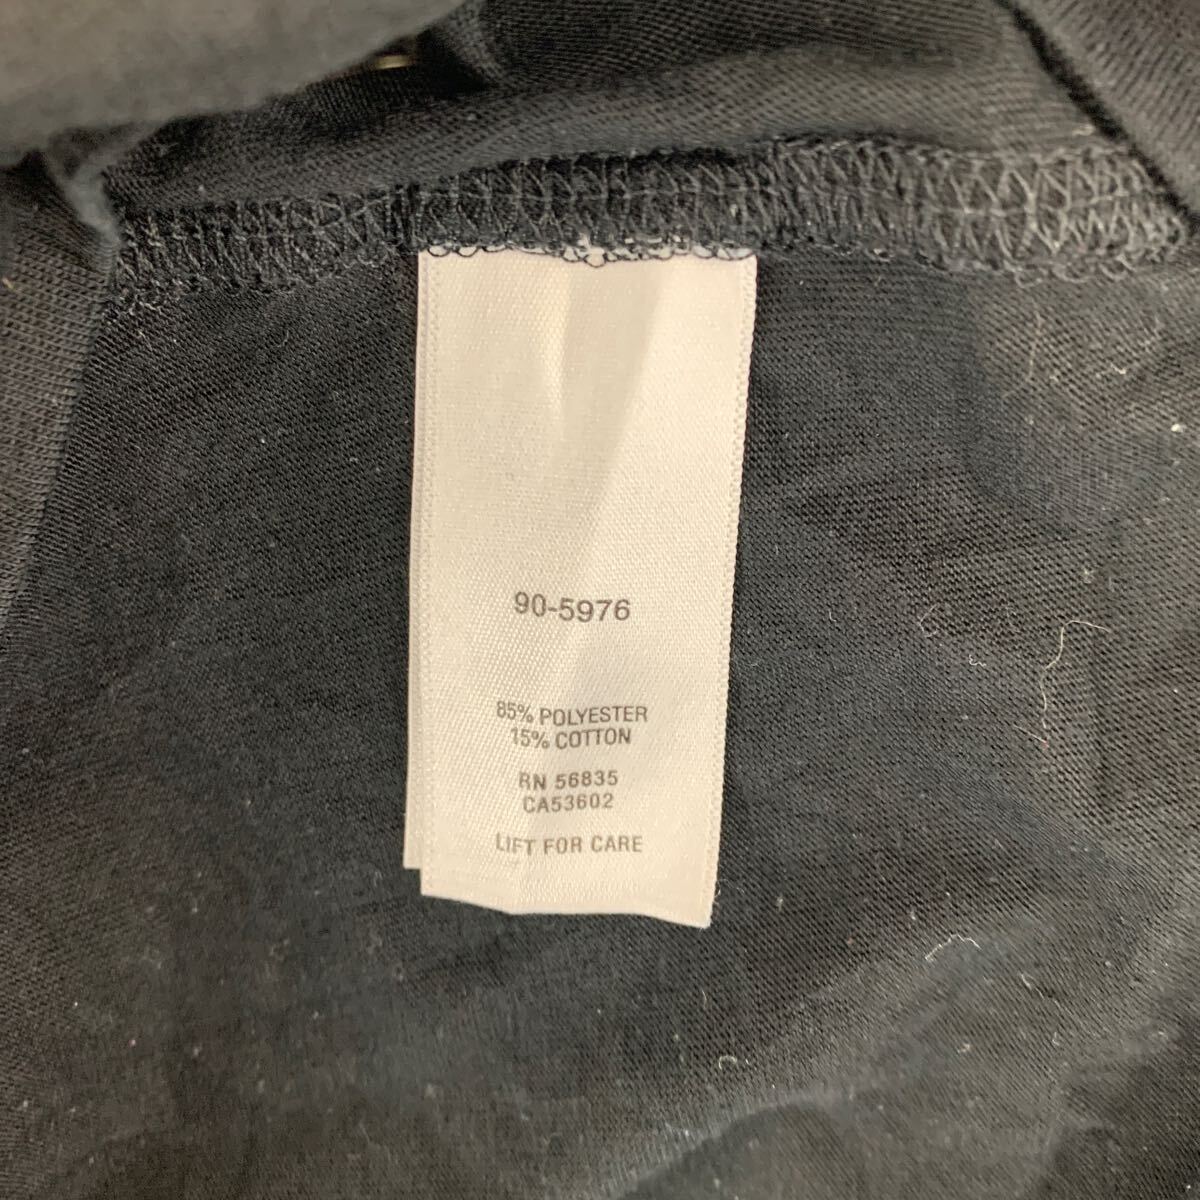 90-5976
85% POLYESTER
15% COTTON
RN 56835
CA53602
LIFT FOR CARE